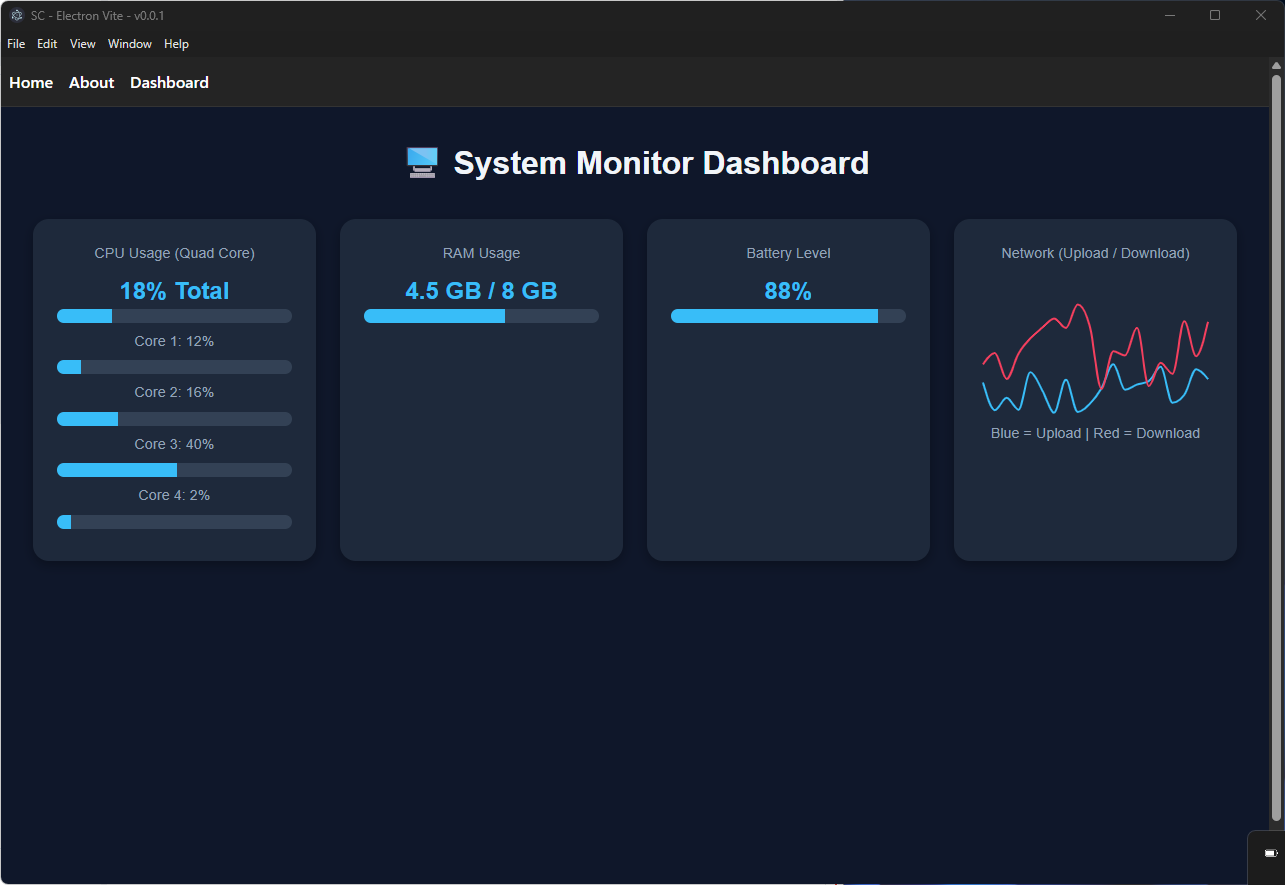 SC - Electron Vite - v0.0.1
File Edit View Window Help
Home About Dashboard
System Monitor Dashboard
CPU Usage (Quad Core)
18% Total
Core 1: 12%
Core 2: 16%
Core 3: 40%
Core 4: 2%
RAM Usage
4.5 GB / 8 GB
Battery Level
88%
Network (Upload / Download)
Blue = Upload | Red = Download